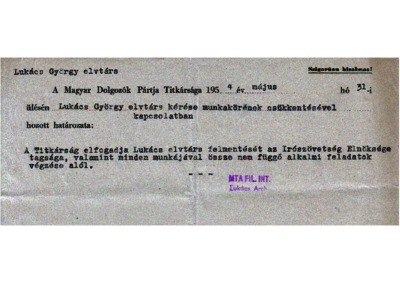 Lukács György elvtárs
Szigorúan bizalmas!
A Magyar Dolgozók Pártja Titkársága 195 4 év május hó 31-i
ülésén Lukács György elvtárs kérése munkakörének csökkentésével
kapcsolatban
hozott határozata:
A Titkárság elfogadja Lukács elvtárs felmentését az Irószövetség Elnöksége
tagsága, valamint minden munkájával össze nem függő alkalmi feladatok
végzése alól.
- - -
MTA FIL. INT.
Lukács Arch.